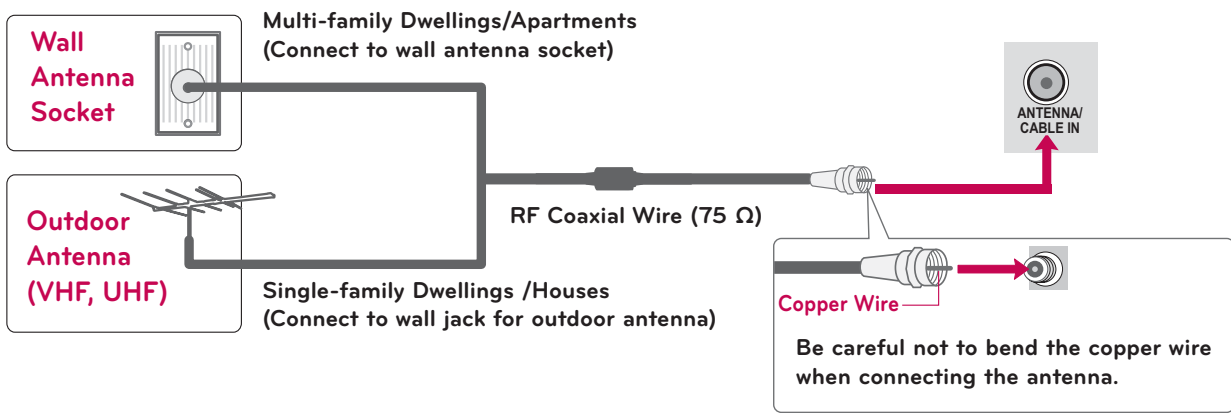 Wall
Antenna
Socket
Multi-family Dwellings/Apartments
(Connect to wall antenna socket)
ANTENNA/
CABLE IN
Outdoor
Antenna
(VHF, UHF)
RF Coaxial Wire (75 Ω)
Single-family Dwellings /Houses
(Connect to wall jack for outdoor antenna)
Copper Wire
Be careful not to bend the copper wire
when connecting the antenna.